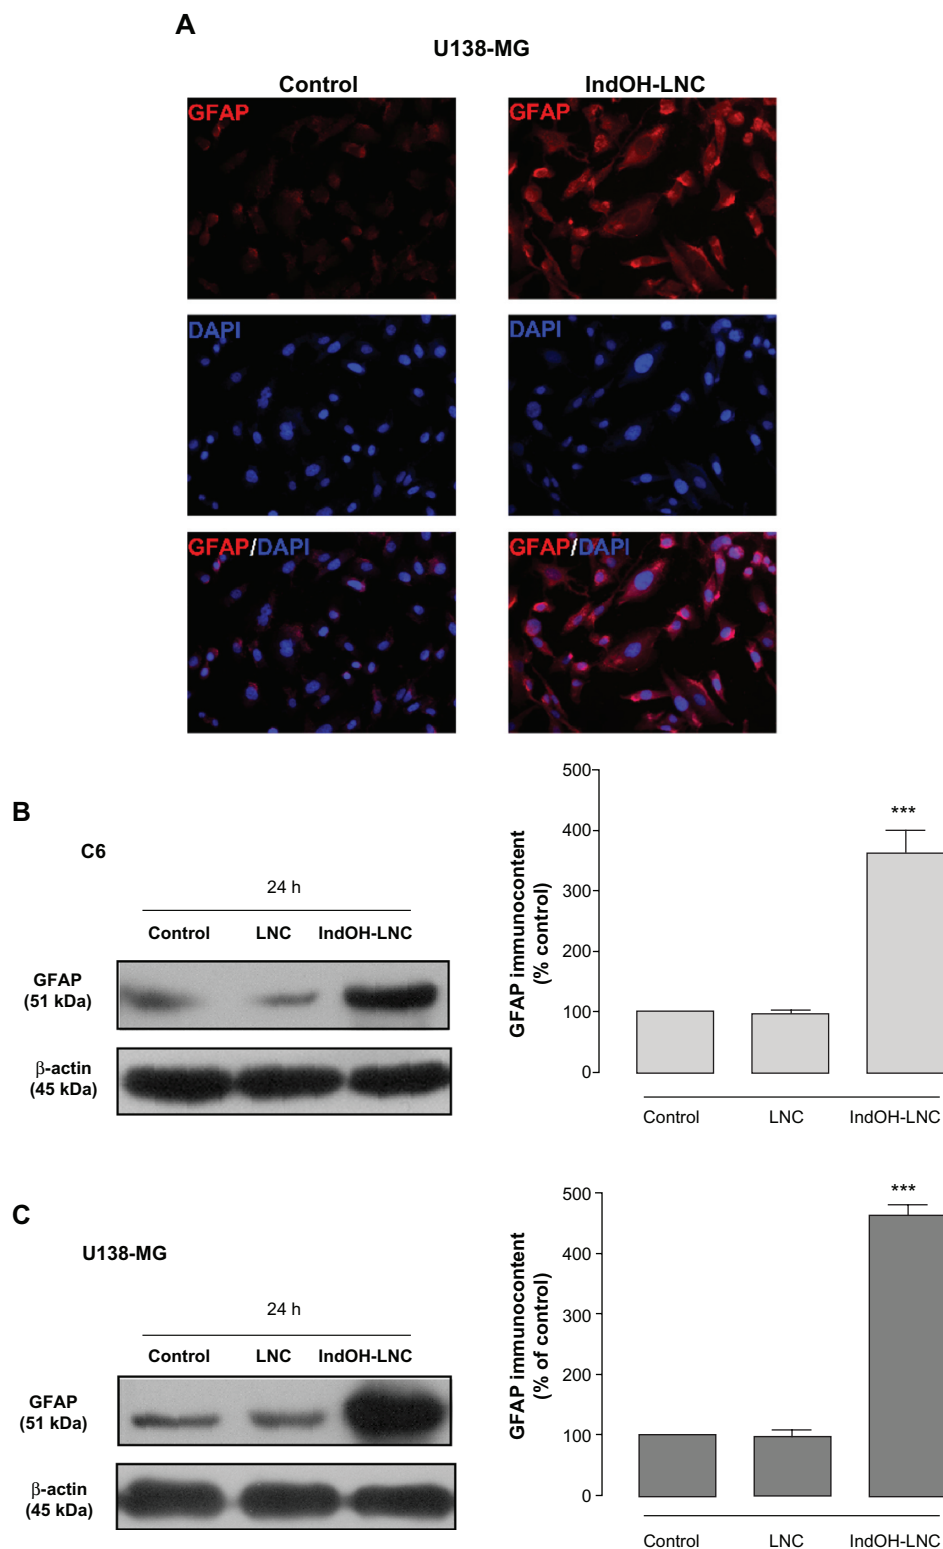 A
U138-MG
Control
IndOH-LNC
GFAP
GFAP
DAPI
DAPI
GFAP/DAPI
GFAP/DAPI
B
C6
24 h
Control LNC IndOH-LNC
GFAP
(51 kDa)
β-actin
(45 kDa)
GFAP immunocontent
(% control)
500
400
300
200
100
0
***
Control LNC IndOH-LNC
C
U138-MG
24 h
Control LNC IndOH-LNC
GFAP
(51 kDa)
β-actin
(45 kDa)
GFAP immunocontent
(% of control)
500
400
300
200
100
0
***
Control LNC IndOH-LNC